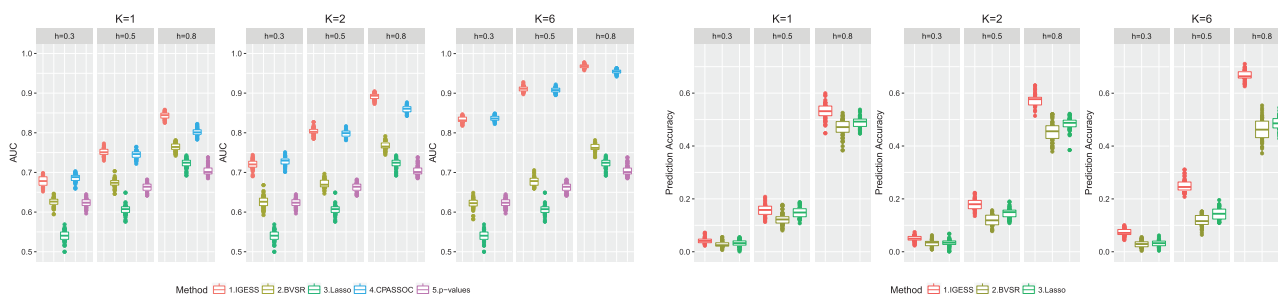 K=1
K=2
K=6
h=0.3 h=0.5 h=0.8
h=0.3 h=0.5 h=0.8
h=0.3 h=0.5 h=0.8
AUC
1.0
0.9
0.8
0.7
0.6
0.5
AUC
1.0
0.9
0.8
0.7
0.6
0.5
AUC
1.0
0.9
0.8
0.7
0.6
0.5
Method 1.IGESS 2.BVSR 3.Lasso 4.CPASSOC 5.p-values
K=1
K=2
K=6
h=0.3 h=0.5 h=0.8
h=0.3 h=0.5 h=0.8
h=0.3 h=0.5 h=0.8
Prediction Accuracy
0.6
0.4
0.2
0.0
Prediction Accuracy
0.6
0.4
0.2
0.0
Prediction Accuracy
0.6
0.4
0.2
0.0
Method 1.IGESS 2.BVSR 3.Lasso